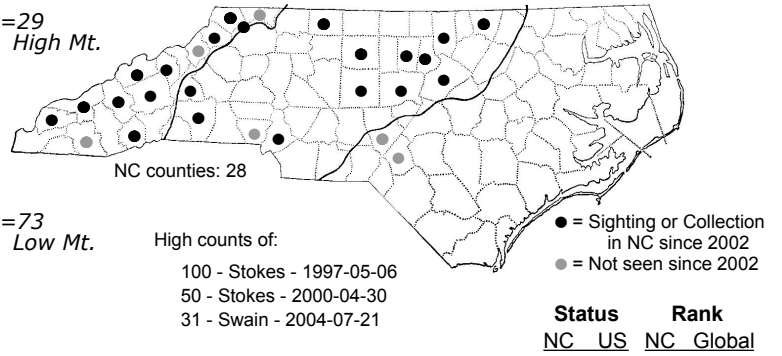 =29
High Mt.
NC counties: 28
=73
Low Mt.
High counts of:
100 - Stokes - 1997-05-06
50 - Stokes - 2000-04-30
31 - Swain - 2004-07-21
= Sighting or Collection
in NC since 2002
= Not seen since 2002
Status Rank
NC US NC Global